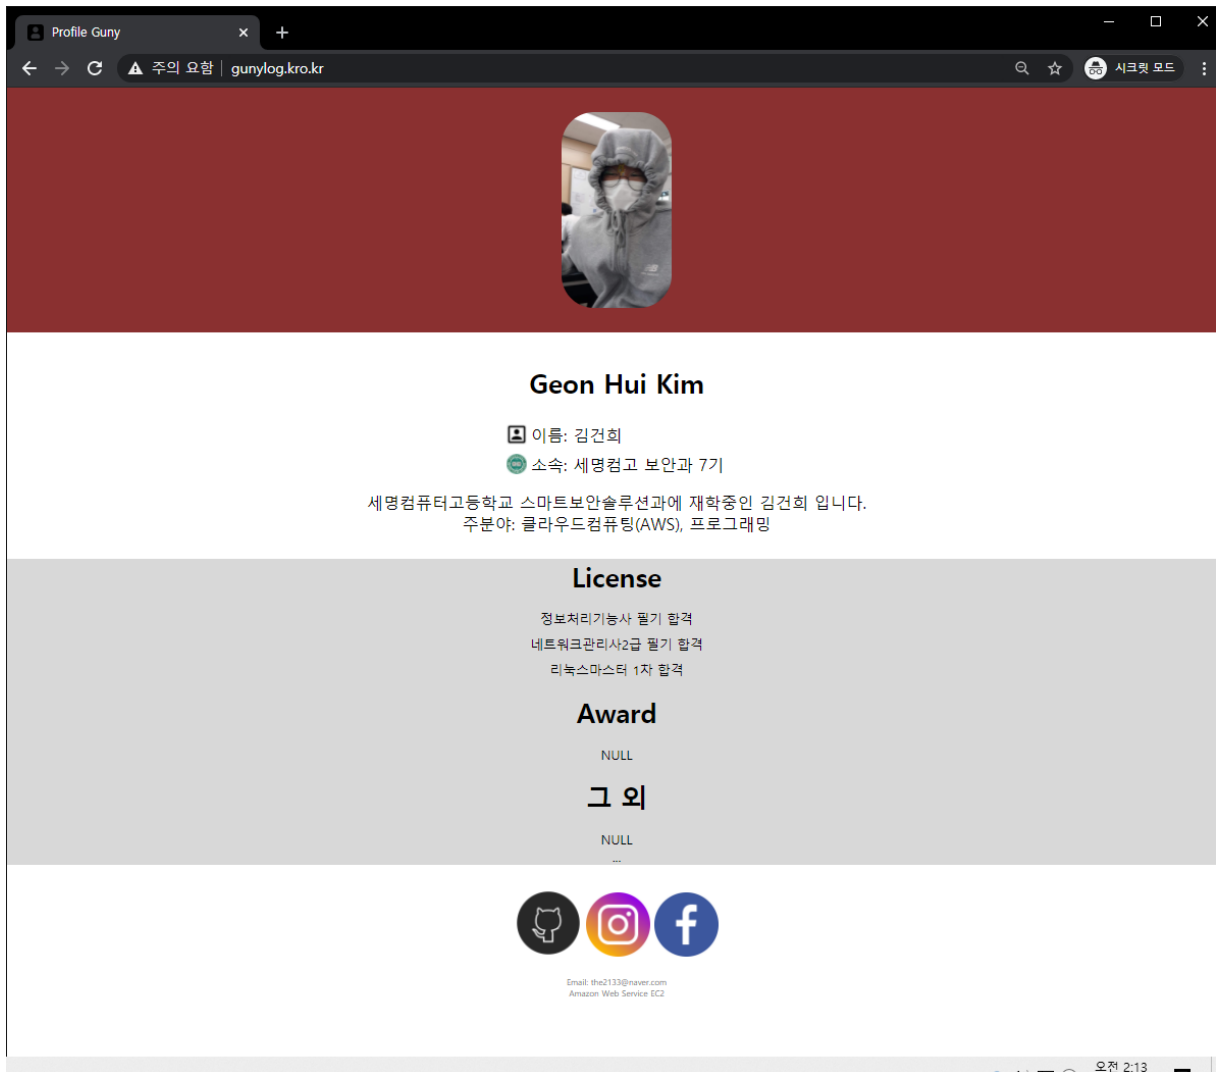 Profile Guny
주의 요함 gunylog.kro.kr
시크릿 모드
Geon Hui Kim
이름: 김건희
소속: 세명컴고 보안과 7기
세명컴퓨터고등학교 스마트보안솔루션과에 재학중인 김건희 입니다.
주분야: 클라우드컴퓨팅(AWS), 프로그래밍
License
정보처리기능사 필기 합격
네트워크관리사2급 필기 합격
리눅스마스터 1차 합격
Award
NULL
그 외
NULL
...
Email: the2133@naver.com
Amazon Web Service EC2
오전 2:13